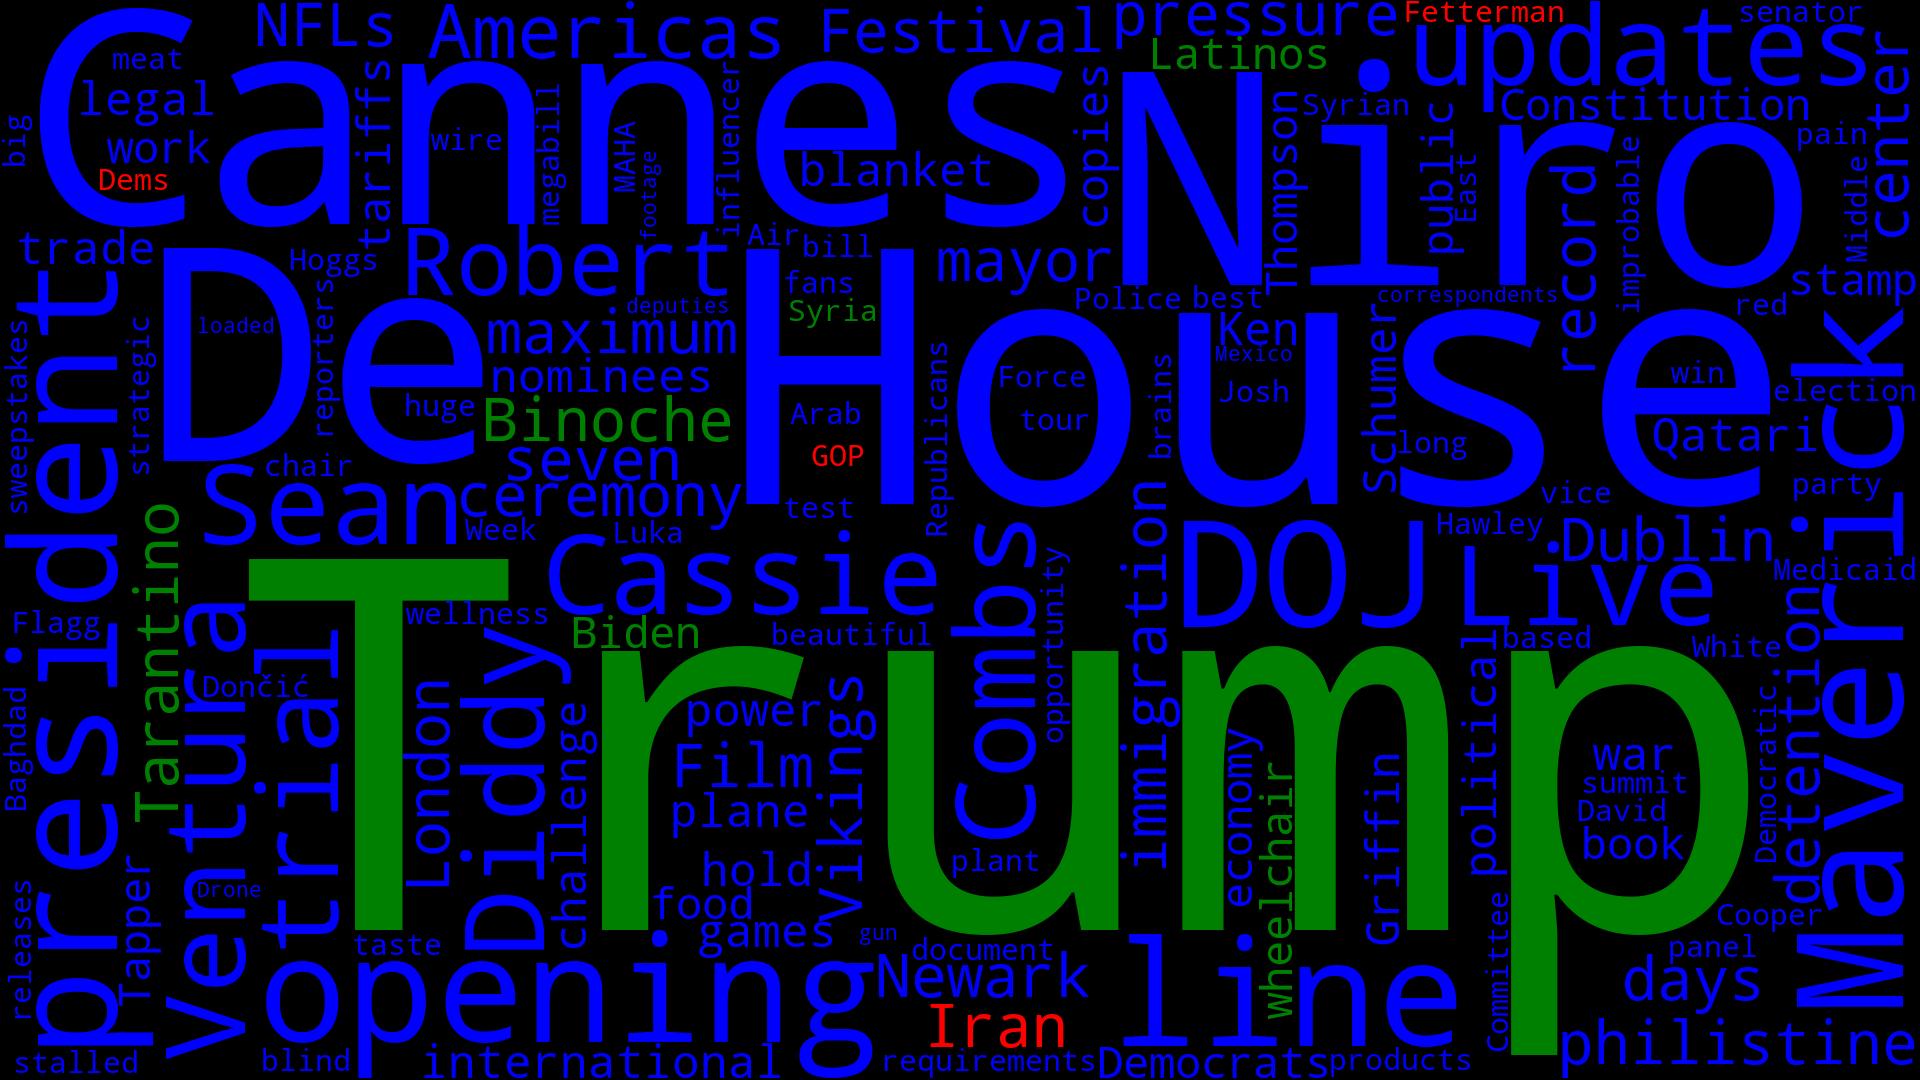 Cannes
Niro
De
House
Trump
NFLs
Americas
Festival
pressure
Fetterman
updates
senator
meat
legal
work
Dems
big
tariffs
wire
megabill
MAHA
footage
influencer
blanket
copies
Latinos
Thompson
Syrian
public
East
Constitution
record
improbable
pain
Middle
center
trade
Hoggs
Robert
Air
bill
mayor
fans
Syria
deputies
Police
best
correspondents
red
stamp
president
sweepstakes
strategic
loaded
reporters
maximum
nominees
huge
Binoche
seven
ceremony
Arab
GOP
test
Republicans
Force
tour
brains
Ken
Mexico
Josh
Schumer
long
win
election
Qatari
vice
party
Maverick
chair
Sean
Week
Luka
Cassie
Combs
opportunity
immigration
DOJ
Hawley
Live
Dublin
Medicaid
Tarantino
Flagg
Baghdad
Ventura
Dončić
trial
wellness
Biden
beautiful
London
Diddy
challenge
power
Film
plane
Vikings
hold
food
games
plant
economy
wheelchair
Griffin
political
based
White
war
summit
David
book
Democratic
detention
Tapper
Drone
releases
taste
gun
document
opening
Newark
Iran
line
Committee
Cooper
panel
days
philistine
stalled
blind
international
requirements
Democrats
products